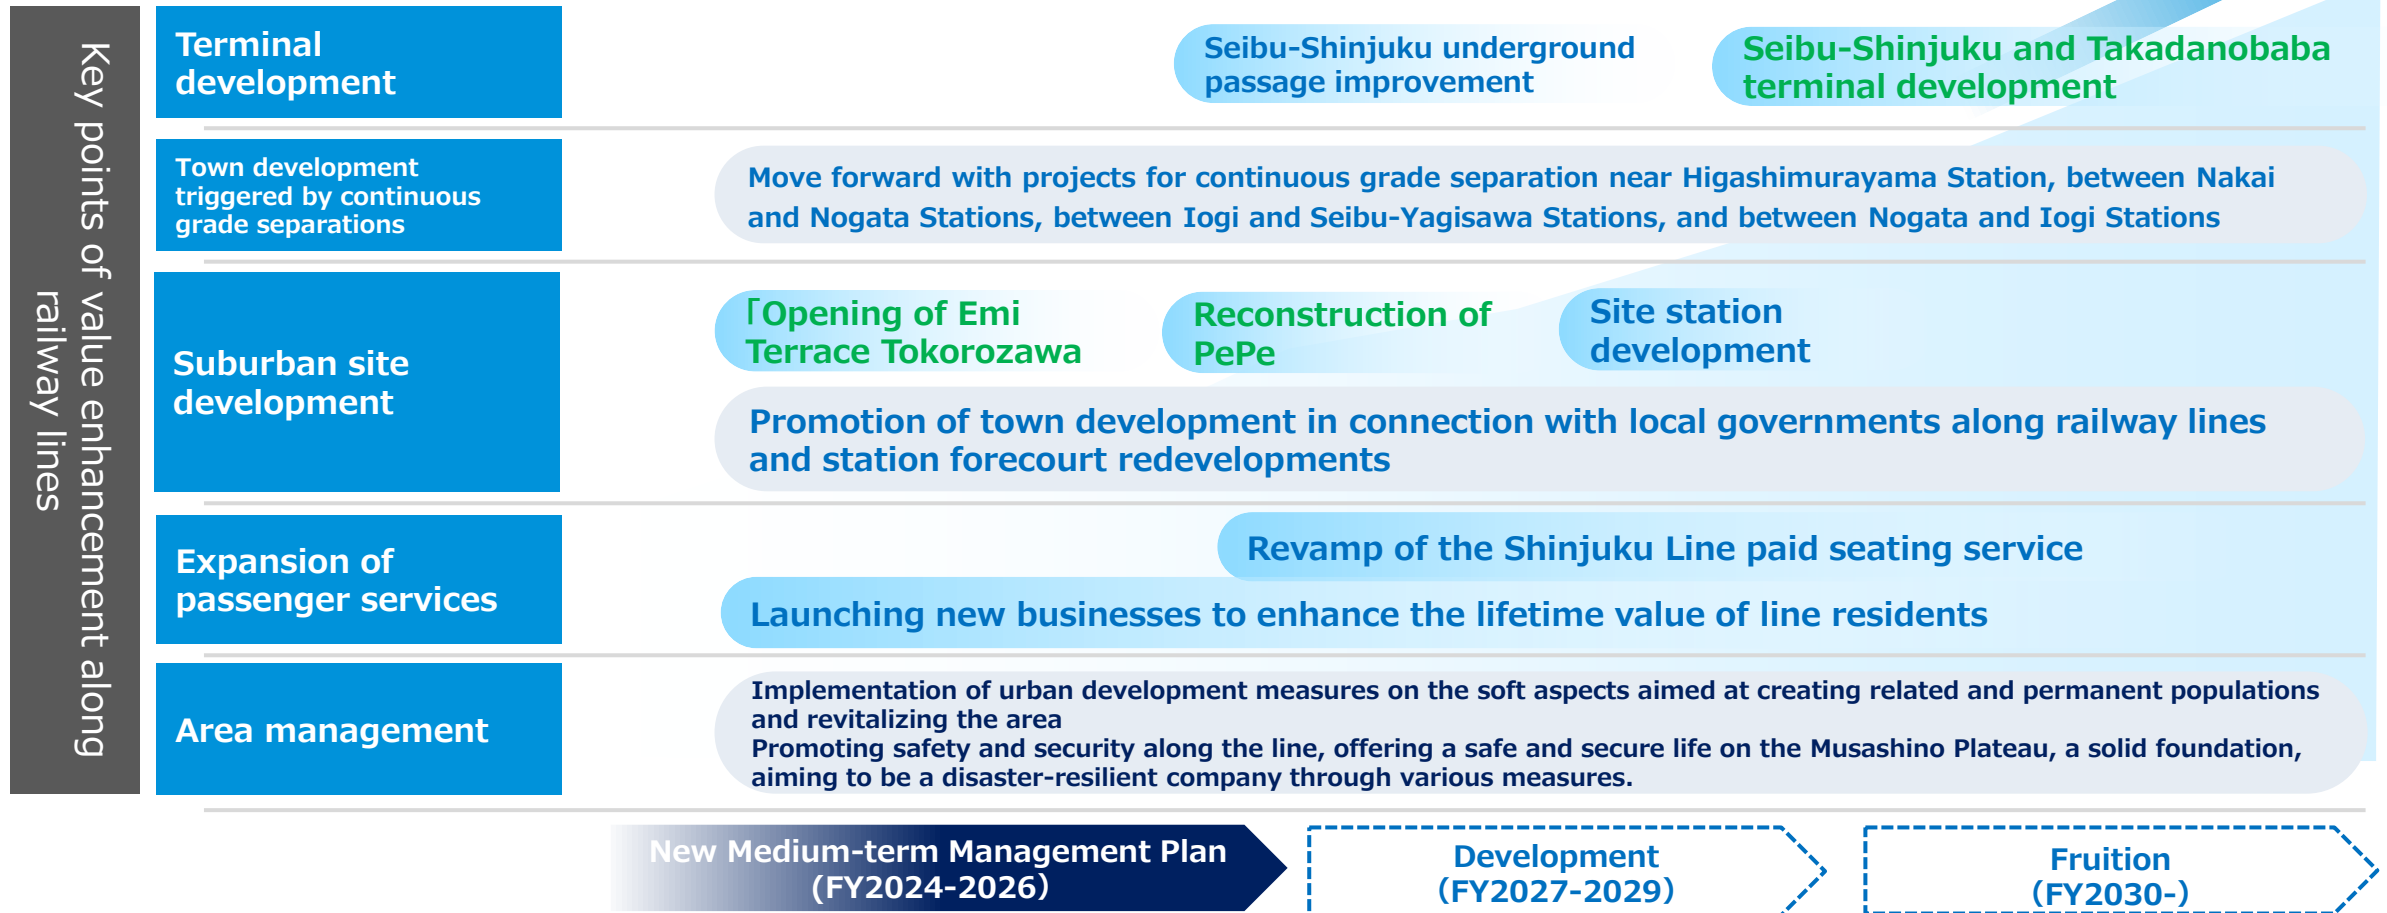 Key points of value enhancement along
railway lines
Terminal
development
Seibu-Shinjuku underground
passage improvement
Seibu-Shinjuku and Takadanobaba
terminal development
Town development
triggered by continuous
grade separations
Move forward with projects for continuous grade separation near Higashimurayama Station, between Nakai
and Nogata Stations, between Iogi and Seibu-Yagisawa Stations, and between Nogata and Iogi Stations
Suburban site
development
「Opening of Emi
Terrace Tokorozawa
Reconstruction of
PePe
Site station
development
Promotion of town development in connection with local governments along railway lines
and station forecourt redevelopments
Expansion of
passenger services
Revamp of the Shinjuku Line paid seating service
Launching new businesses to enhance the lifetime value of line residents
Area management
Implementation of urban development measures on the soft aspects aimed at creating related and permanent populations
and revitalizing the area
Promoting safety and security along the line, offering a safe and secure life on the Musashino Plateau, a solid foundation,
aiming to be a disaster-resilient company through various measures.
New Medium-term Management Plan
(FY2024-2026)
Development
(FY2027-2029)
Fruition
(FY2030-)